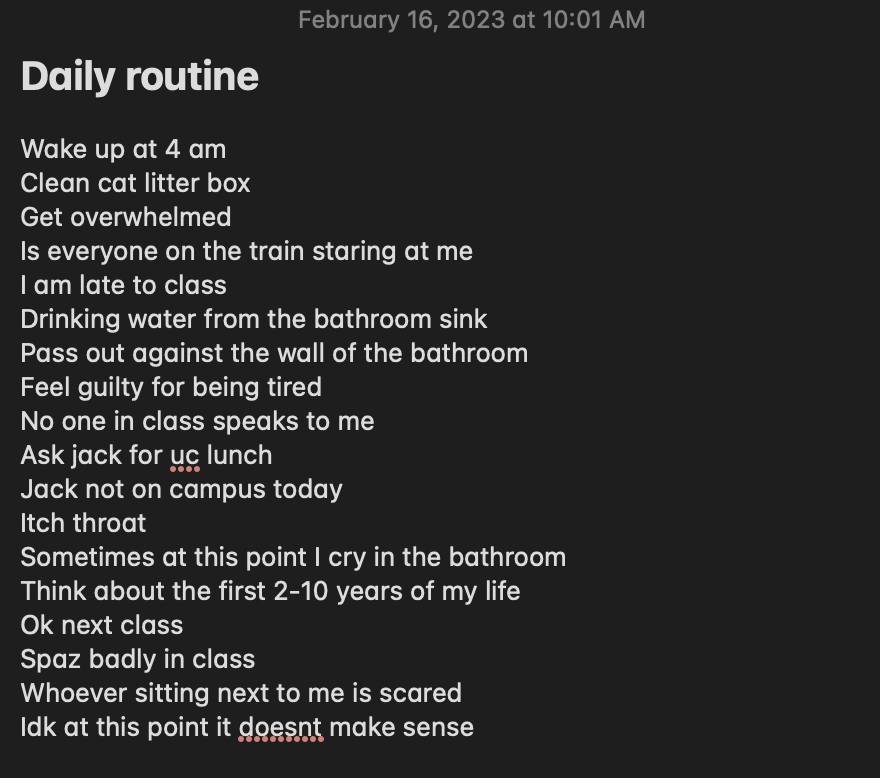 February 16, 2023 at 10:01 AM
Daily routine
Wake up at 4 am
Clean cat litter box
Get overwhelmed
Is everyone on the train staring at me
I am late to class
Drinking water from the bathroom sink
Pass out against the wall of the bathroom
Feel guilty for being tired
No one in class speaks to me
Ask jack for uc lunch
Jack not on campus today
Itch throat
Sometimes at this point I cry in the bathroom
Think about the first 2-10 years of my life
Ok next class
Spaz badly in class
Whoever sitting next to me is scared
Idk at this point it doesnt make sense